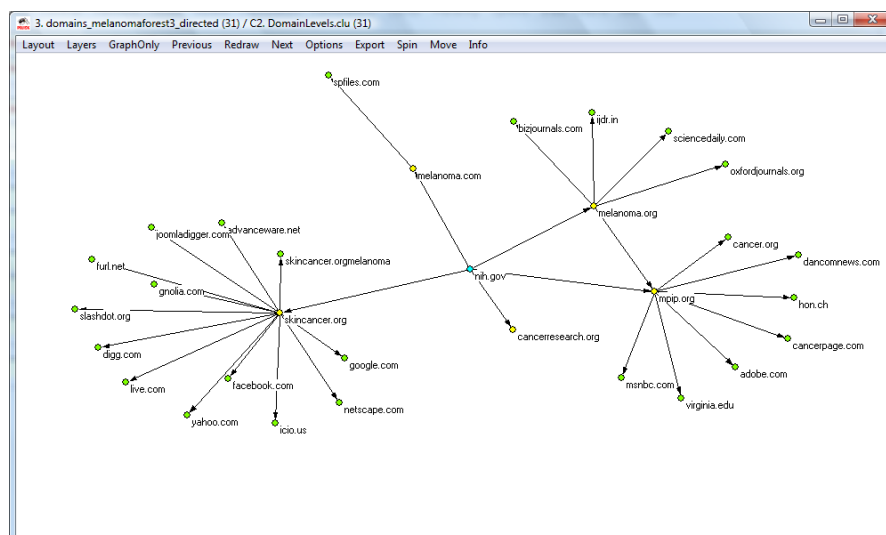 3. domains_melanomaforest3_directed (31) / C2. DomainLevels.clu (31)
Layout Layers GraphOnly Previous Redraw Next Options Export Spin Move Info
spfiles.com
bizjournals.com
ijdr.in
sciencedaily.com
oxfordjournals.org
melanoma.com
melanoma.org
advanceware.net
joomladigger.com
cancer.org
skincancer.orgmelanoma
dancomnews.com
furl.net
nih.gov
gnolia.com
mpip.org
hon.ch
slashdot.org
skincancer.org
cancerresearch.org
cancerpage.com
digg.com
google.com
adobe.com
live.com
facebook.com
msnbc.com
netscape.com
virginia.edu
yahoo.com
icio.us